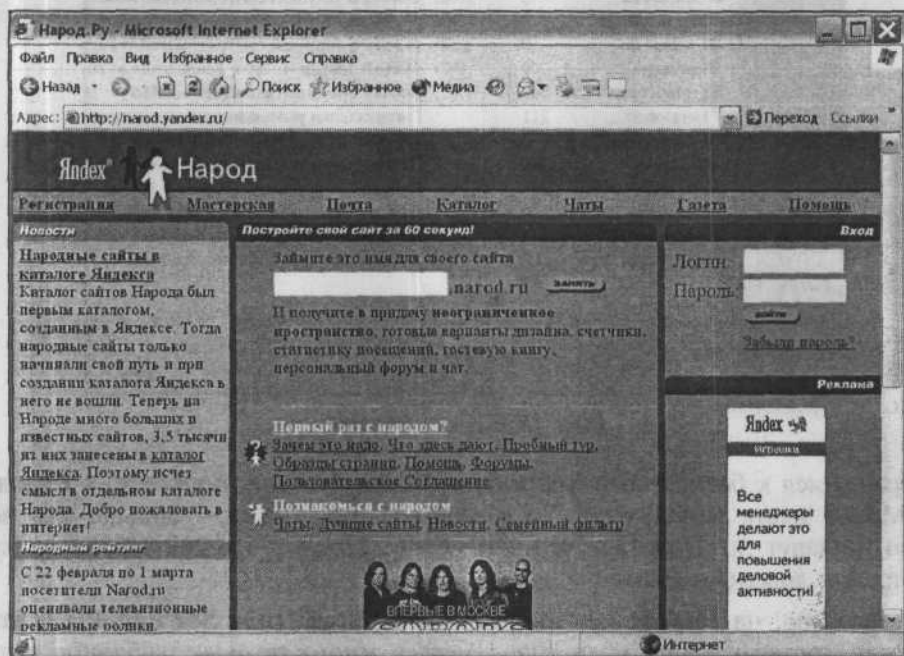 Народ.Ру - Microsoft Internet Explorer
Файл Правка Вид Избранное Сервис Справка
Назад Поиск Избранное Медиа
Адрес: http://narod.yandex.ru/ Переход Ссылки
Яndex Народ
Регистрация Мастерская Почта Каталог Чаты Газета Помощь
Новости
Народные сайты в
каталоге Яндекса
Каталог сайтов Народа был
первым каталогом,
созданным в Яндексе. Тогда
народные сайты только
начинали свой путь и при
создании каталога Яндекса в
него не вошли. Теперь на
Народе много больших и
известных сайтов, 3,5 тысячи
из них занесены в каталог
Яндекса. Поэтому исчез
смысл в отдельном каталоге
Народа. Добро пожаловать в
интернет!
Народный рейтинг
С 22 февраля по 1 марта
посетители Narod.ru
оценивали телевизионные
рекламные ролики.
Постройте свой сайт за 60 секунд!
Займите это имя для своего сайта
.narod.ru занять
И получите в придачу неограниченное
пространство, готовые варианты дизайна, счетчики,
статистику посещений, гостевую книгу,
персональный форум и чат.
Первый раз с народом?
Зачем это надо, Что здесь дают, Пробный тур,
Образцы страниц, Помощь, Форумы,
Пользовательское Соглашение
Познакомься с народом
Чаты, Лучшие сайты, Новости, Семейный фильтр
ВПЕРВЫЕ В МОСКВЕ
Вход
Логин:
Пароль:
войти
Забыли пароль?
Реклама
Яndex
Все
менеджеры
делают это
для
повышения
деловой
активности!
Интернет